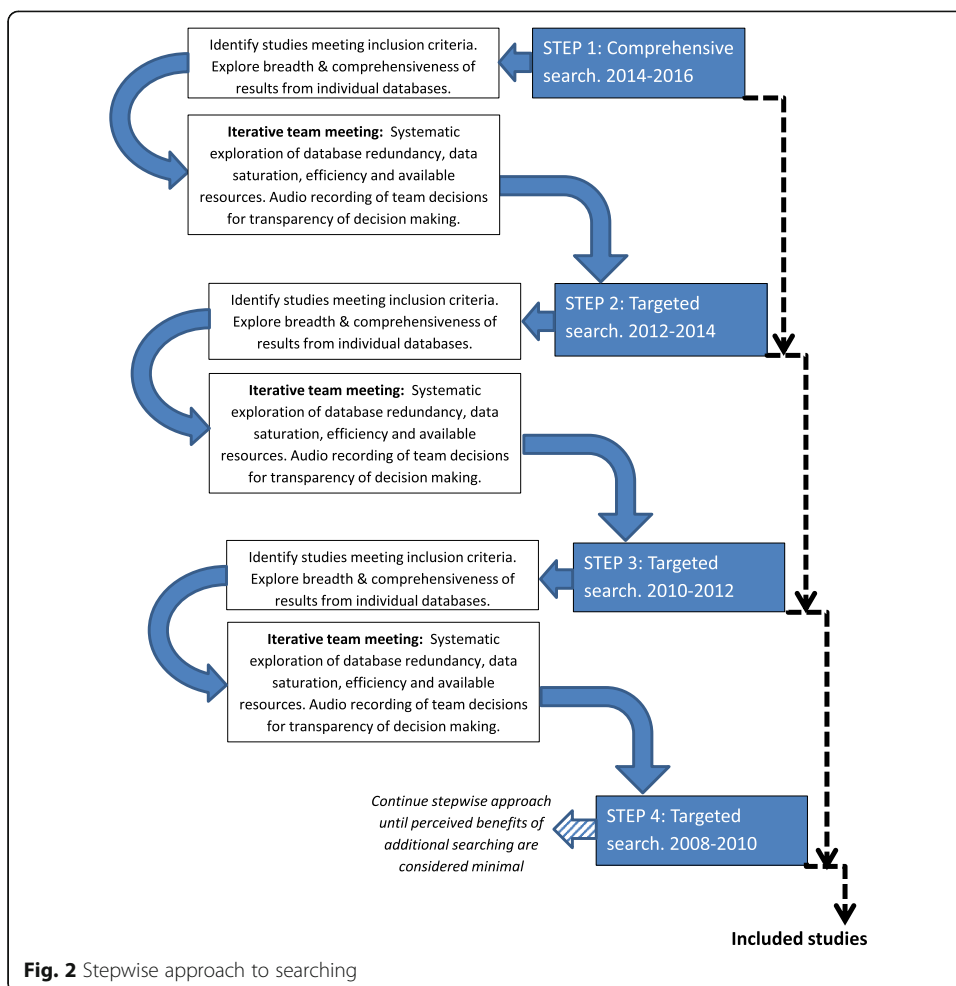 STEP 1: Comprehensive
search. 2014-2016
Identify studies meeting inclusion criteria.
Explore breadth & comprehensiveness of
results from individual databases.
Iterative team meeting: Systematic
exploration of database redundancy, data
saturation, efficiency and available
resources. Audio recording of team decisions
for transparency of decision making.
STEP 2: Targeted
search. 2012-2014
Identify studies meeting inclusion criteria.
Explore breadth & comprehensiveness of
results from individual databases.
Iterative team meeting: Systematic
exploration of database redundancy, data
saturation, efficiency and available
resources. Audio recording of team decisions
for transparency of decision making.
STEP 3: Targeted
search. 2010-2012
Identify studies meeting inclusion criteria.
Explore breadth & comprehensiveness of
results from individual databases.
Iterative team meeting: Systematic
exploration of database redundancy, data
saturation, efficiency and available
resources. Audio recording of team decisions
for transparency of decision making.
STEP 4: Targeted
search. 2008-2010
Continue stepwise approach
until perceived benefits of
additional searching are
considered minimal
Included studies
Fig. 2 Stepwise approach to searching